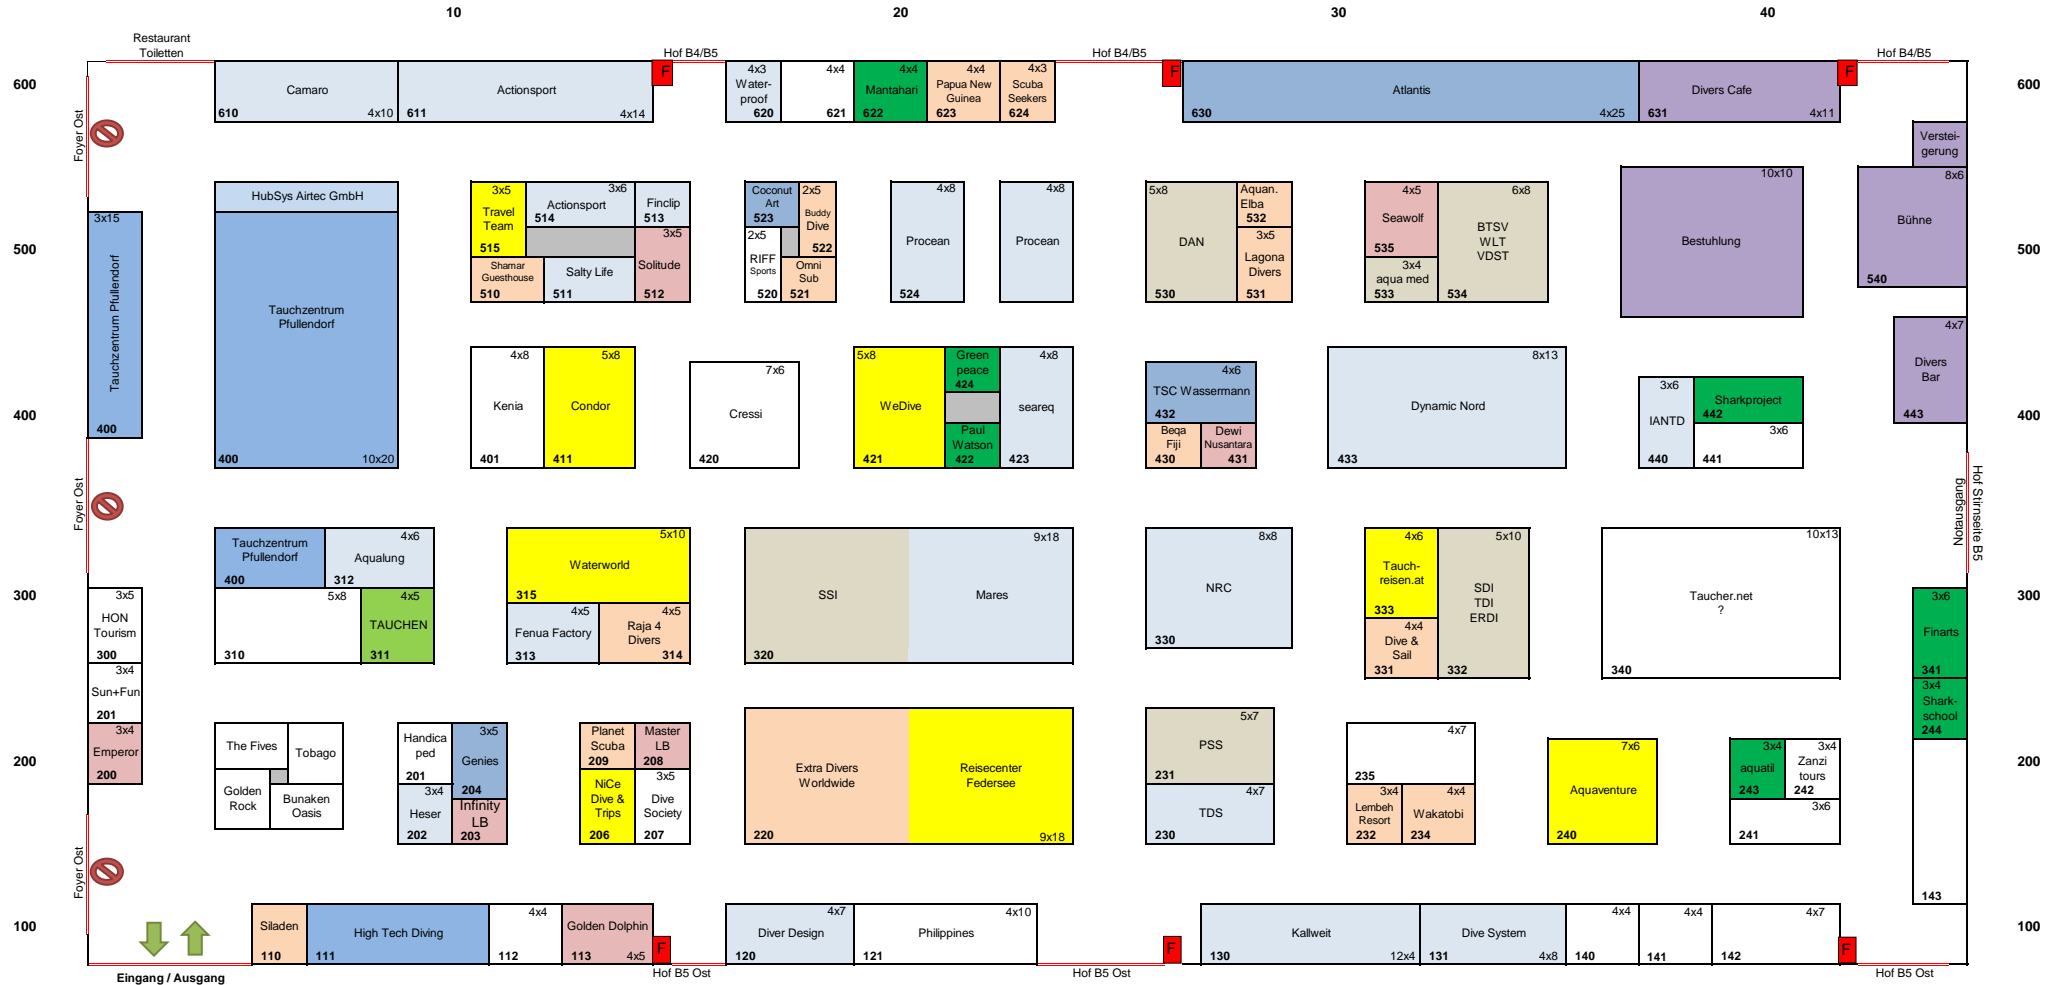 10
20
30
40
Restaurant
Toiletten
Hof B4/B5
Hof B4/B5
Hof B4/B5
600
Foyer Ost
Camaro
610
4x10
Actionsport
611
4x14
F
4x3
Water-
proof
620
4x4
621
4x4
Mantahari
622
4x4
Papua New
Guinea
623
4x3
Scuba
Seekers
624
F
Atlantis
630
4x25
Divers Cafe
631
4x11
F
600
Verstei-
gerung
500
3x15
Tauchzentrum Pfullendorf
400
HubSys Airtec GmbH
Tauchzentrum
Pfullendorf
400
10x20
3x5
Travel
Team
515
3x6
Actionsport
514
Finclip
513
Shamar
Guesthouse
510
Salty Life
511
3x5
Solitude
512
Coconut
Art
523
2x5
Buddy
Dive
522
2x5
RIFF
Sports
520
Omni
Sub
521
4x8
Procean
524
4x8
Procean
5x8
DAN
530
Aquan.
Elba
532
3x5
Lagona
Divers
531
4x5
Seawolf
535
3x4
aqua med
533
6x8
BTSV
WLT
VDST
534
10x10
Bestuhlung
8x6
Bühne
540
500
400
4x8
Kenia
401
5x8
Condor
411
7x6
Cressi
420
5x8
WeDive
421
Green
peace
424
Paul
Watson
422
4x8
seareq
423
4x6
TSC Wassermann
432
Beqa
Fiji
430
Dewi
Nusantara
431
8x13
Dynamic Nord
433
3x6
IANTD
440
Sharkproject
442
3x6
441
4x7
Divers
Bar
443
400
Foyer Ost
Notausgang
Hof Stirnseite B5
300
3x5
HON
Tourism
300
3x4
Sun+Fun
201
3x4
Emperor
200
Tauchzentrum
Pfullendorf
400
4x6
Aqualung
312
5x8
310
4x5
TAUCHEN
311
5x10
Waterworld
315
4x5
Fenua Factory
313
4x5
Raja 4
Divers
314
SSI
320
9x18
Mares
8x8
NRC
330
4x6
Tauch-
reisen.at
333
4x4
Dive &
Sail
331
5x10
SDI
TDI
ERDI
332
10x13
Taucher.net
?
340
3x6
Finarts
341
3x4
Shark-
school
244
300
200
The Fives
Tobago
Golden
Rock
Bunaken
Oasis
Handica
ped
201
3x5
Genies
204
3x4
Heser
202
Infinity
LB
203
Planet
Scuba
209
Master
LB
208
NiCe
Dive &
Trips
206
3x5
Dive
Society
207
Extra Divers
Worldwide
220
Reisecenter
Federsee
9x18
5x7
PSS
231
4x7
TDS
230
4x7
235
3x4
Lembeh
Resort
232
4x4
Wakatobi
234
7x6
Aquaventure
240
3x4
aquatil
243
3x4
Zanzi
tours
242
3x6
241
143
200
Foyer Ost
100
Siladen
110
High Tech Diving
111
4x4
112
Golden Dolphin
113
4x5
F
4x7
Diver Design
120
4x10
Philippines
121
F
Kallweit
130
12x4
Dive System
131
4x8
4x4
140
4x4
141
4x7
142
F
100
Eingang / Ausgang
Hof B5 Ost
Hof B5 Ost
Hof B5 Ost